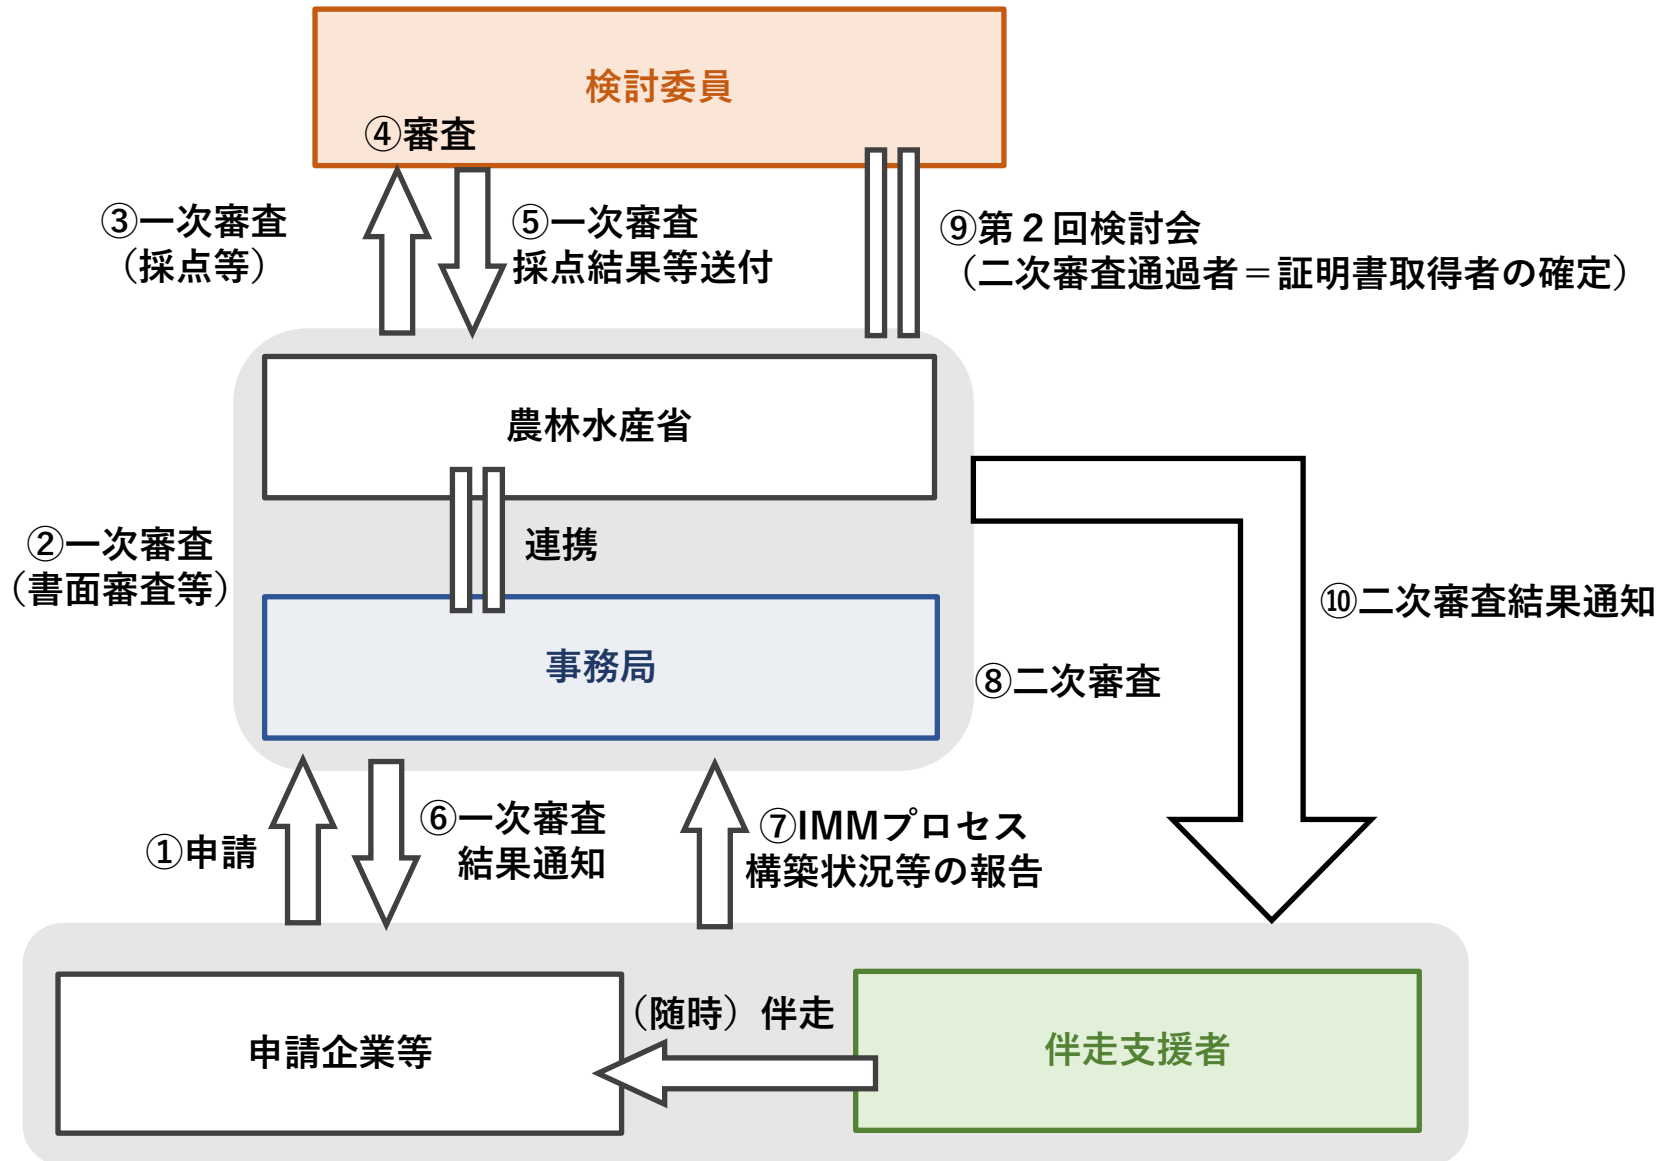 検討委員
④審査
③一次審査
（採点等）
⑤一次審査
採点結果等送付
⑨第２回検討会
（二次審査通過者＝証明書取得者の確定）
農林水産省
②一次審査
（書面審査等）
連携
事務局
⑧二次審査
⑩二次審査結果通知
①申請
⑥一次審査
結果通知
⑦IMMプロセス
構築状況等の報告
申請企業等
（随時）伴走
伴走支援者